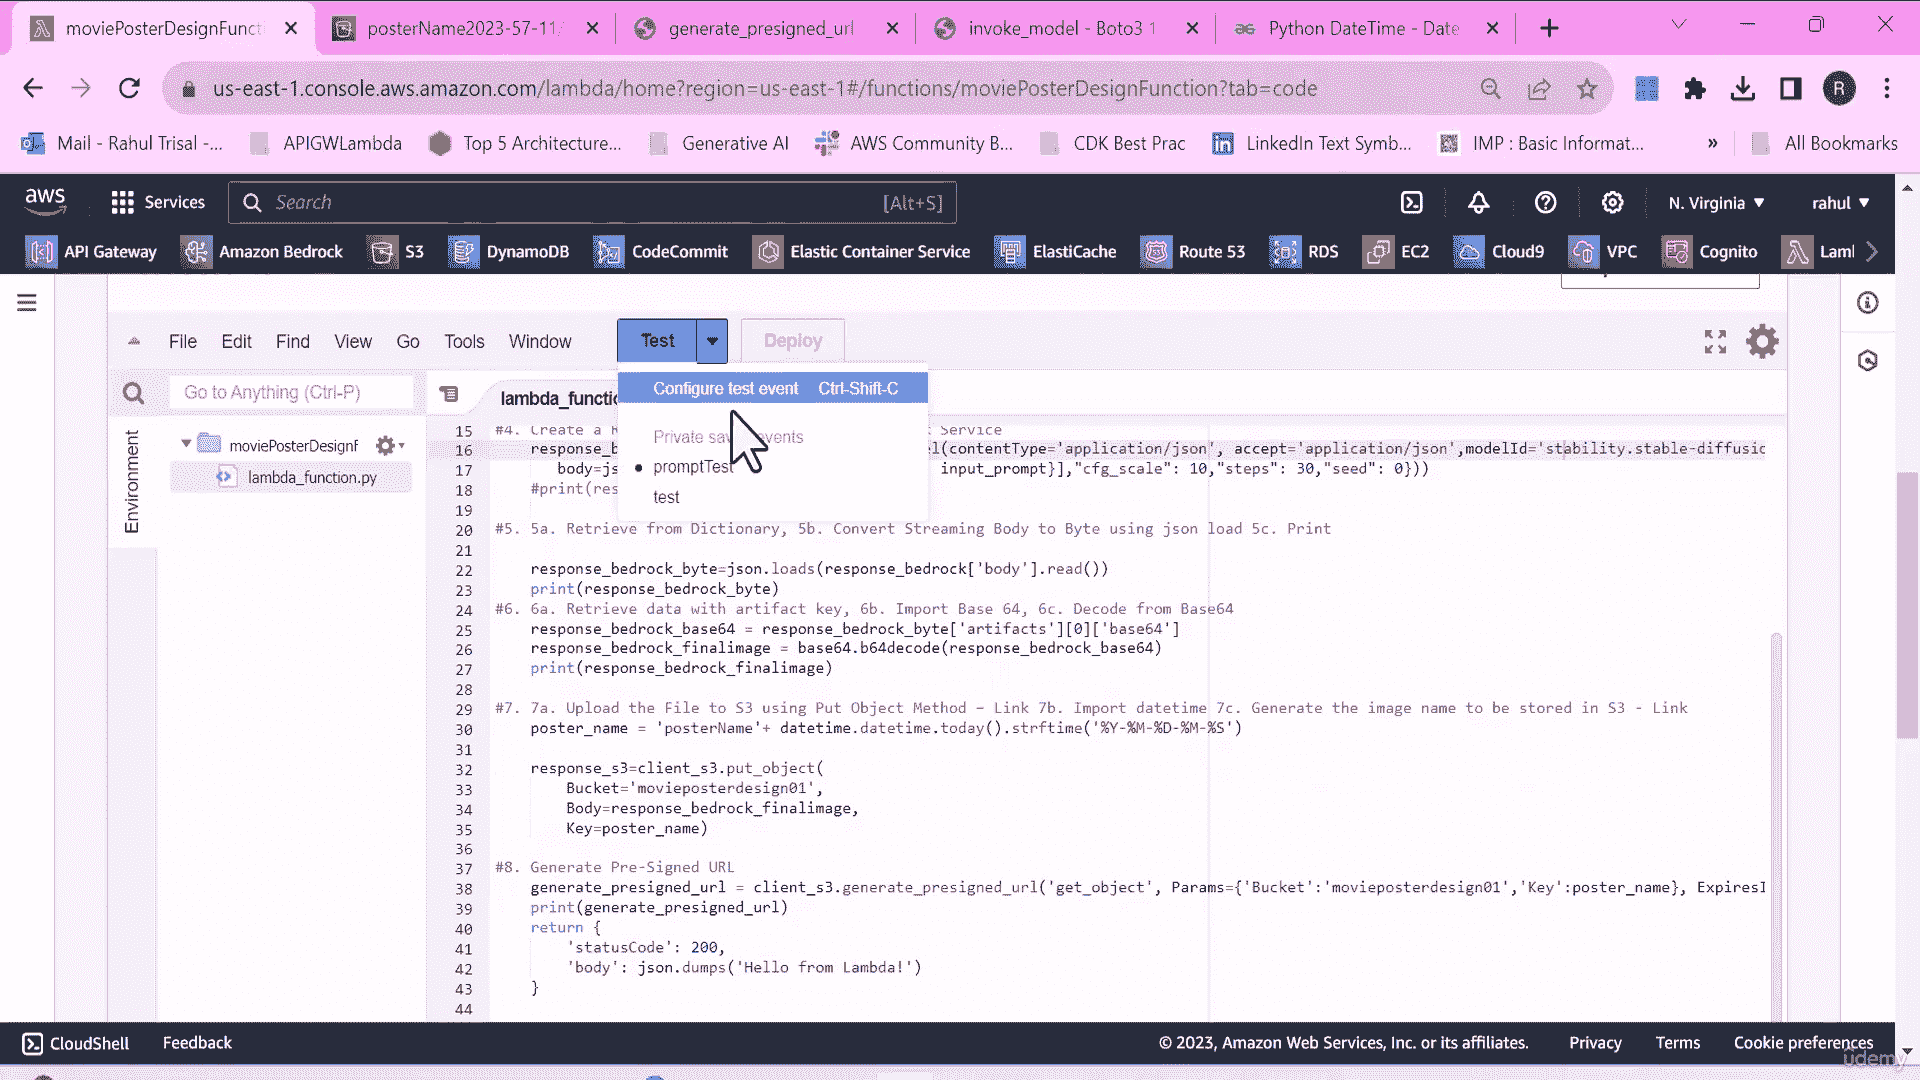 moviePosterDesignFuncti
posterName2023-57-11/
generate_presigned_url
invoke_model - Boto3 1
Python DateTime - Date
us-east-1.console.aws.amazon.com/lambda/home?region=us-east-1#/functions/moviePosterDesignFunction?tab=code
R
Mail - Rahul Trisal -...
APIGWLambda
Top 5 Architecture...
Generative AI
AWS Community B...
CDK Best Prac
LinkedIn Text Symb...
IMP : Basic Informat...
»
All Bookmarks
aws
Services
Search
[Alt+S]
N. Virginia
rahul
API Gateway
Amazon Bedrock
S3
DynamoDB
CodeCommit
Elastic Container Service
ElastiCache
Route 53
RDS
EC2
Cloud9
VPC
Cognito
Lam
File Edit Find View Go Tools Window
Test
Deploy
Go to Anything (Ctrl-P)
lambda_functio
Configure test event Ctrl-Shift-C
Private sav events
promptTest
test
Environment
moviePosterDesignf
lambda_function.py
15 #4. Create a R Service
16 response_b l(contentType='application/json', accept='application/json',modelId='stability.stable-diffusic
17 body=js input_prompt}],"cfg_scale": 10,"steps": 30,"seed": 0}))
18 #print(res
19
20 #5. 5a. Retrieve from Dictionary, 5b. Convert Streaming Body to Byte using json load 5c. Print
21
22 response_bedrock_byte=json.loads(response_bedrock['body'].read())
23 print(response_bedrock_byte)
24 #6. 6a. Retrieve data with artifact key, 6b. Import Base 64, 6c. Decode from Base64
25 response_bedrock_base64 = response_bedrock_byte['artifacts'][0]['base64']
26 response_bedrock_finalimage = base64.b64decode(response_bedrock_base64)
27 print(response_bedrock_finalimage)
28
29 #7. 7a. Upload the File to S3 using Put Object Method – Link 7b. Import datetime 7c. Generate the image name to be stored in S3 - Link
30 poster_name = 'posterName'+ datetime.datetime.today().strftime('%Y-%M-%D-%M-%S')
31
32 response_s3=client_s3.put_object(
33 Bucket='movieposterdesign01',
34 Body=response_bedrock_finalimage,
35 Key=poster_name)
36
37 #8. Generate Pre-Signed URL
38 generate_presigned_url = client_s3.generate_presigned_url('get_object', Params={'Bucket':'movieposterdesign01','Key':poster_name}, ExpiresI
39 print(generate_presigned_url)
40 return {
41 'statusCode': 200,
42 'body': json.dumps('Hello from Lambda!')
43 }
44
CloudShell
Feedback
© 2023, Amazon Web Services, Inc. or its affiliates.
Privacy
Terms
Cookie preferences
udemy